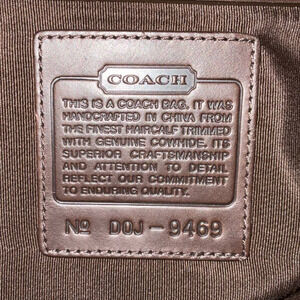 COACH
THIS IS A COACH BAG. IT WAS
HANDCRAFTED IN CHINA FROM
THE FINEST HAIRCALF TRIMMED
WITH GENUINE COWHIDE. ITS
SUPERIOR CRAFTSMANSHIP
AND ATTENTION TO DETAIL
REFLECT OUR COMMITMENT
TO ENDURING QUALITY.
No DOJ-9469